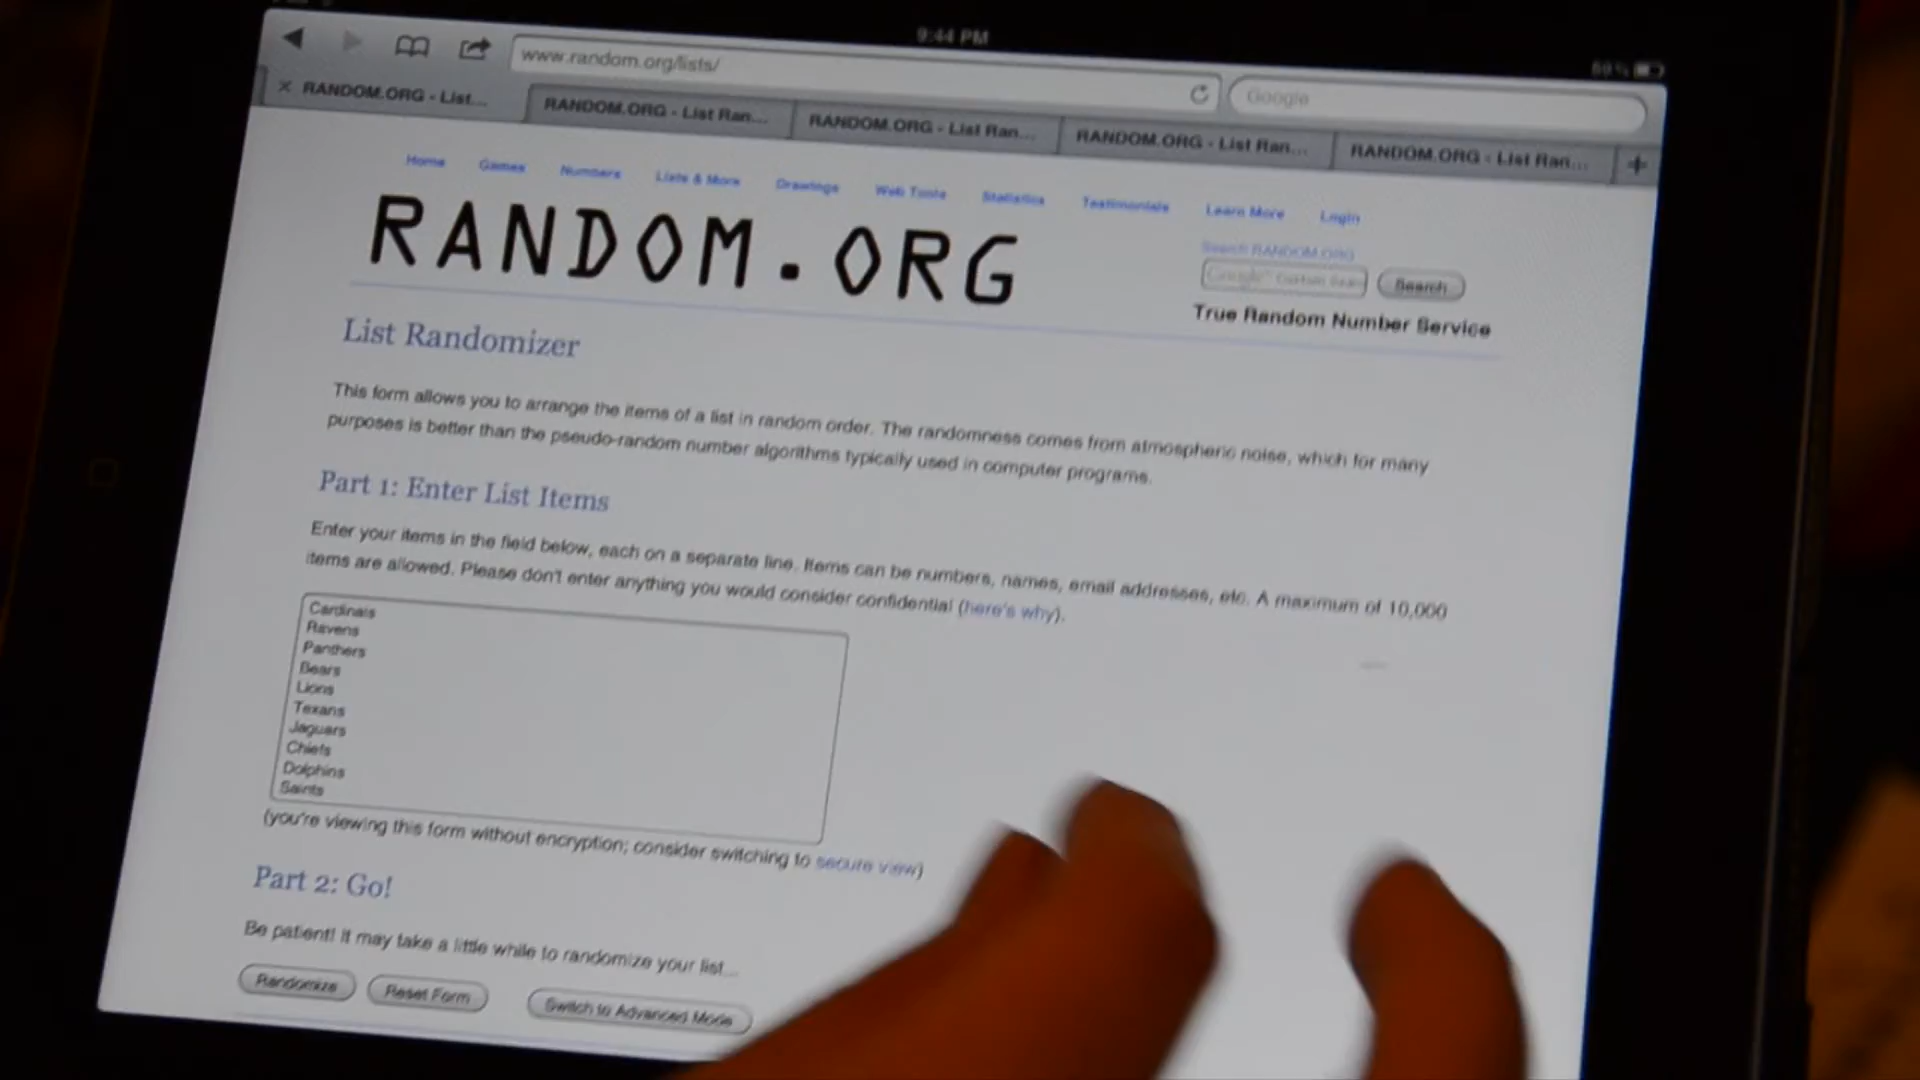 9:44 PM
www.random.org/lists/
Google
RANDOM.ORG - List...
RANDOM.ORG - List Ran...
RANDOM.ORG - List Ran...
RANDOM.ORG - List Ran...
RANDOM.ORG - List Ran...
Home Games Numbers Lists & More Drawings Web Tools Statistics Testimonials Learn More Login
RANDOM.ORG
Search RANDOM.ORG
Google™ Custom Sear
Search
True Random Number Service
List Randomizer
This form allows you to arrange the items of a list in random order. The randomness comes from atmospheric noise, which for many
purposes is better than the pseudo-random number algorithms typically used in computer programs.
Part 1: Enter List Items
Enter your items in the field below, each on a separate line. Items can be numbers, names, email addresses, etc. A maximum of 10,000
items are allowed. Please don't enter anything you would consider confidential (here's why).
Cardinals
Ravens
Panthers
Bears
Lions
Texans
Jaguars
Chiefs
Dolphins
Saints
(you're viewing this form without encryption; consider switching to secure view)
Part 2: Go!
Be patient! It may take a little while to randomize your list...
Randomize
Reset Form
Switch to Advanced Mode